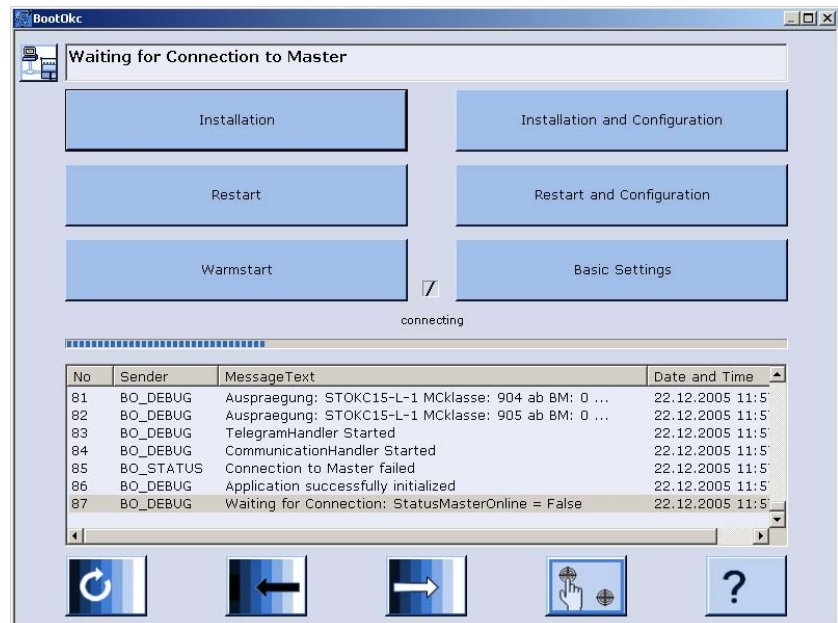 BootOkc
Waiting for Connection to Master
Installation
Installation and Configuration
Restart
Restart and Configuration
Warmstart
Basic Settings
connecting
No Sender MessageText Date and Time
81 BO_DEBUG Auspraegung: STOKC15-L-1 MCklasse: 904 ab BM: 0 ... 22.12.2005 11:5
82 BO_DEBUG Auspraegung: STOKC15-L-1 MCklasse: 905 ab BM: 0 ... 22.12.2005 11:5
83 BO_DEBUG TelegramHandler Started 22.12.2005 11:5
84 BO_DEBUG CommunicationHandler Started 22.12.2005 11:5
85 BO_STATUS Connection to Master failed 22.12.2005 11:5
86 BO_DEBUG Application successfully initialized 22.12.2005 11:5
87 BO_DEBUG Waiting for Connection: StatusMasterOnline = False 22.12.2005 11:5
?